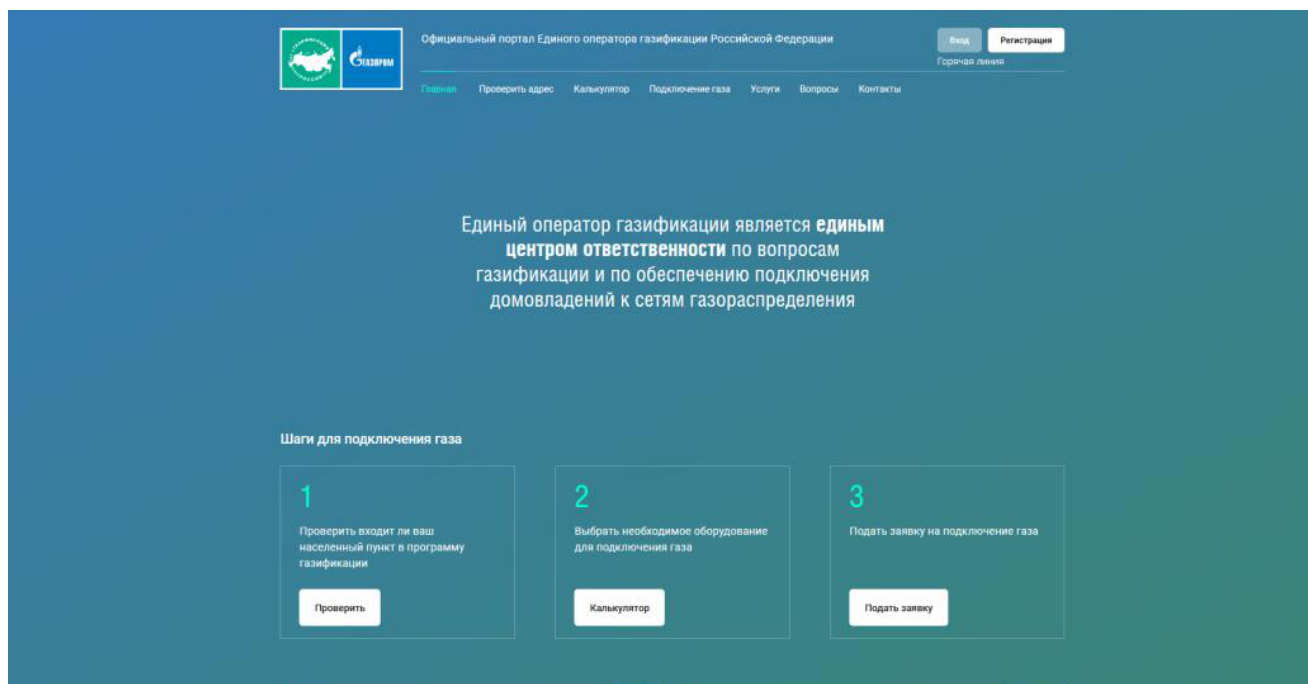 ГАЗПРОМ
Официальный портал Единого оператора газификации Российской Федерации
Вход
Регистрация
Горячая линия
Главная
Проверить адрес
Калькулятор
Подключение газа
Услуги
Вопросы
Контакты
Единый оператор газификации является единым
центром ответственности по вопросам
газификации и по обеспечению подключения
домовладений к сетям газораспределения
Шаги для подключения газа
1
Проверить входит ли ваш
населенный пункт в программу
газификации
Проверить
2
Выбрать необходимое оборудование
для подключения газа
Калькулятор
3
Подать заявку на подключение газа
Подать заявку